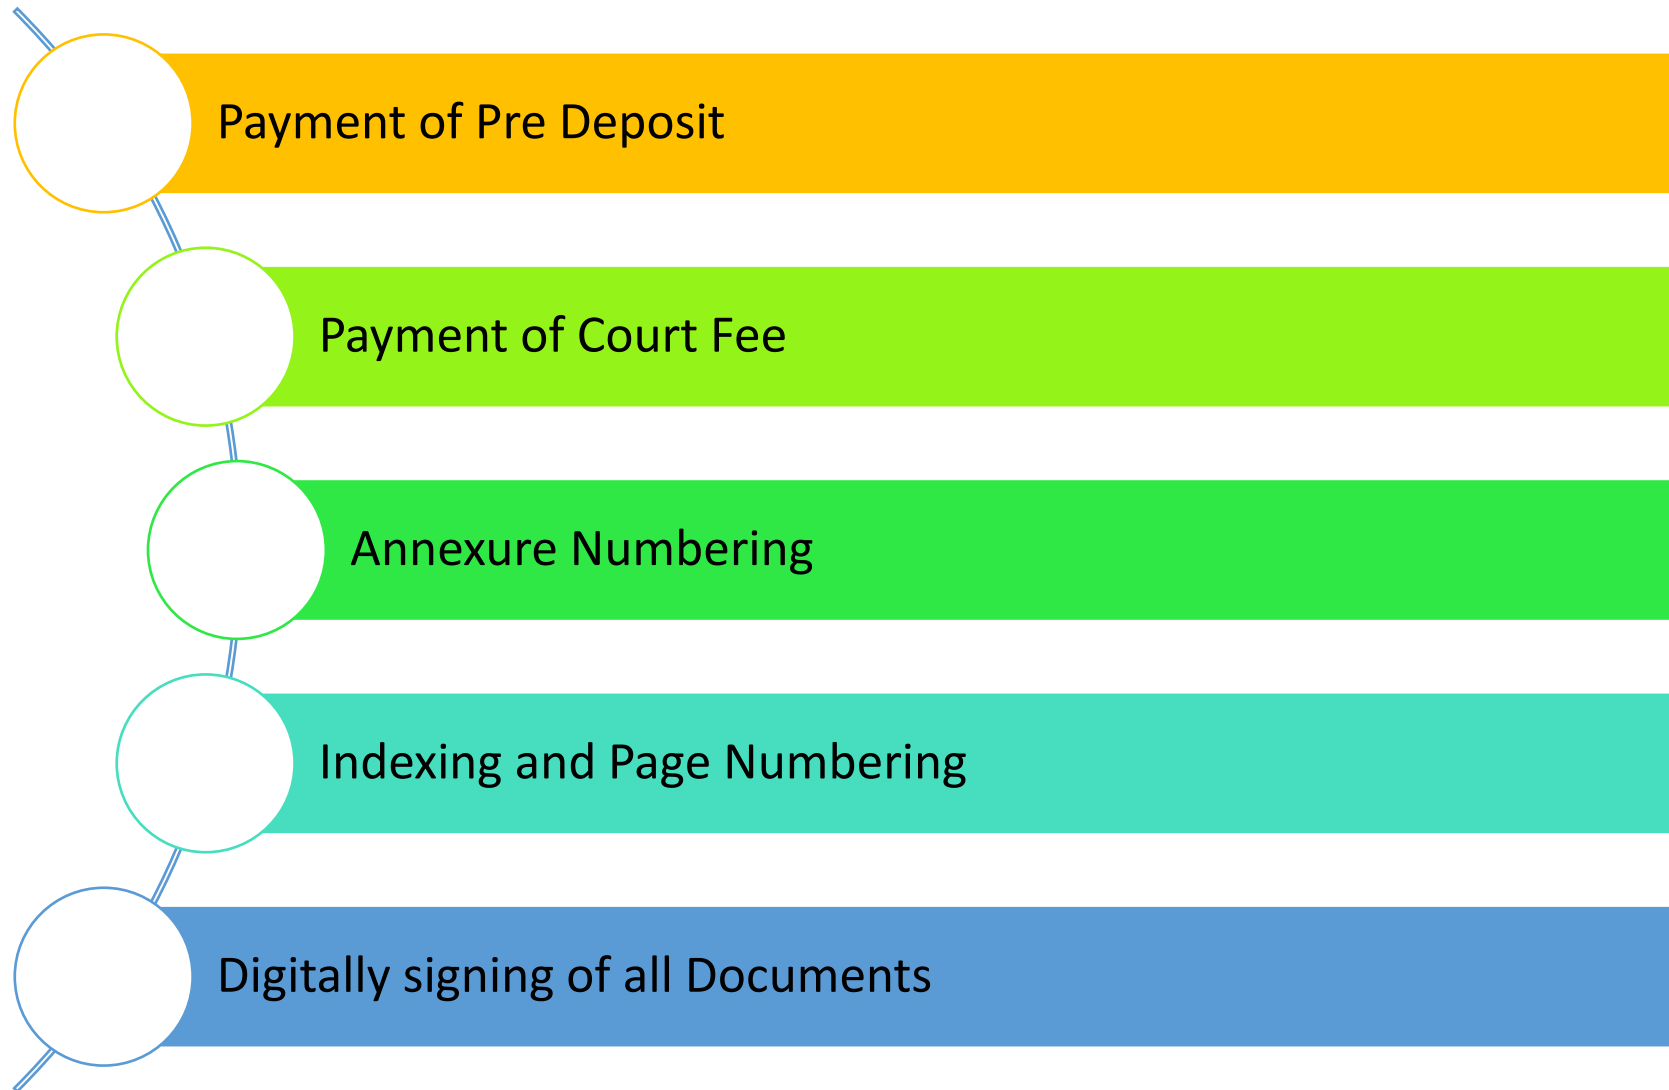 Payment of Pre Deposit
Payment of Court Fee
Annexure Numbering
Indexing and Page Numbering
Digitally signing of all Documents